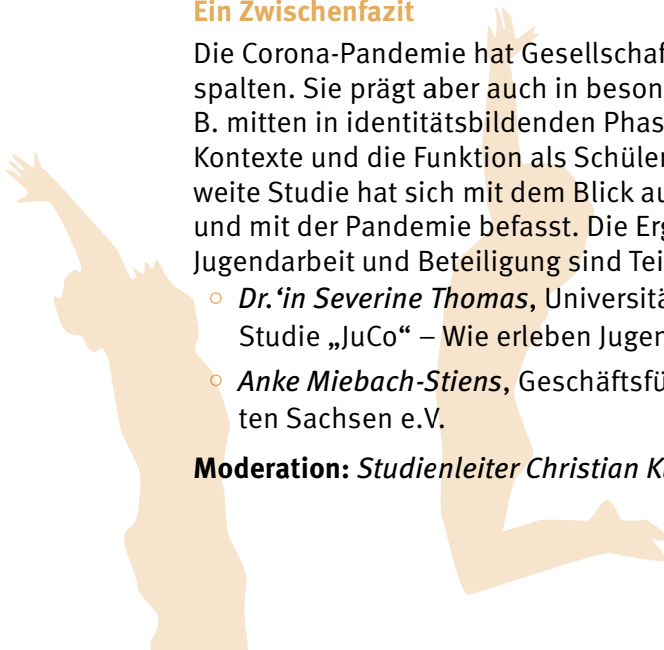 Ein Zwischenfazit
Die Corona-Pandemie hat Gesellschaf
spalten. Sie prägt aber auch in beson
B. mitten in identitätsbildenden Phas
Kontexte und die Funktion als Schüler
weite Studie hat sich mit dem Blick au
und mit der Pandemie befasst. Die Erg
Jugendarbeit und Beteiligung sind Tei
○ Dr.‘in Severine Thomas, Universitä
Studie „JuCo“ – Wie erleben Jugen
○ Anke Miebach-Stiens, Geschäftsfü
ten Sachsen e.V.
Moderation: Studienleiter Christian K